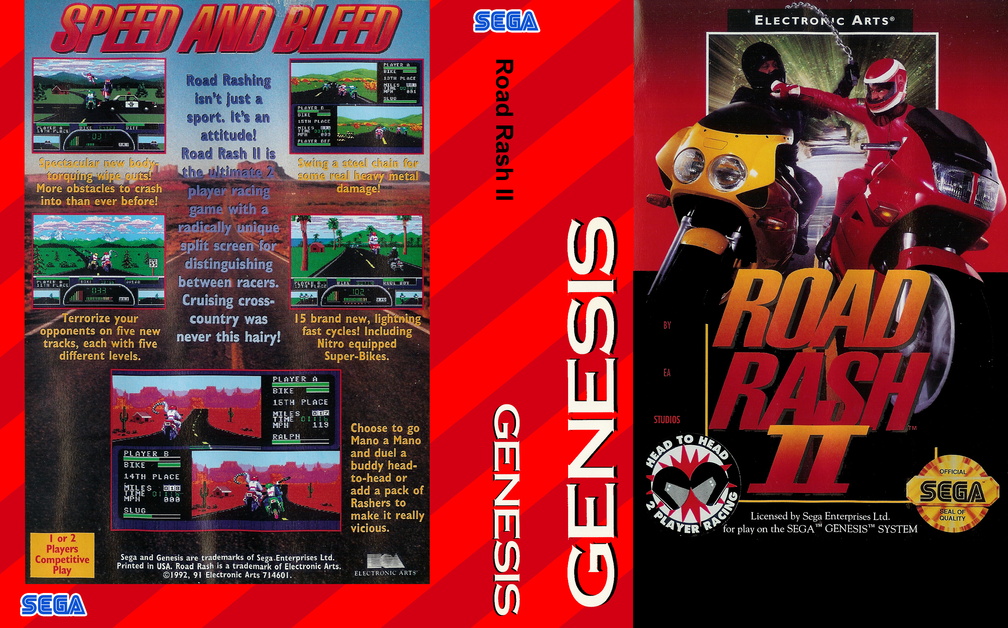 SPEED AND BLEED
Spectacular new body-
torquing wipe outs!
More obstacles to crash
into than ever before!
Road Rashing
isn't just a
sport. It's an
attitude!
Road Rash II is
the ultimate 2
player racing
game with a
radically unique
split screen for
distinguishing
between racers.
Cruising cross-
country was
never this hairy!
PLAYER A
BIKE
PLAYER B
BIKE
15TH PLACE
SLUG
Swing a steel chain for
some real heavy metal
damage!
Terrorize your
opponents on five new
tracks, each with five
different levels.
15 brand new, lightning
fast cycles! Including
Nitro equipped
Super-Bikes.
PLAYER A
BIKE
15TH PLACE
MILES
TIME
MPH 119
RALPH
PLAYER B
BIKE
14TH PLACE
MILES
TIME
MPH 000
SLUG
Choose to go
Mano a Mano
and duel a
buddy head-
to-head or
add a pack of
Rashers to
make it really
vicious.
1 or 2
Players
Competitive
Play
Sega and Genesis are trademarks of Sega Enterprises Ltd.
Printed in USA. Road Rash is a trademark of Electronic Arts.
©1992, 91 Electronic Arts 714601.
ELECTRONIC ARTS
SEGA
SEGA
Road Rash II
GENESIS
GENESIS
ELECTRONIC ARTS®
ROAD
RASH
II
™
BY
EA
STUDIOS
HEAD TO HEAD
2 PLAYER RACING
OFFICIAL
SEGA
SEAL OF
QUALITY
Licensed by Sega Enterprises Ltd.
for play on the SEGA™ GENESIS™ SYSTEM